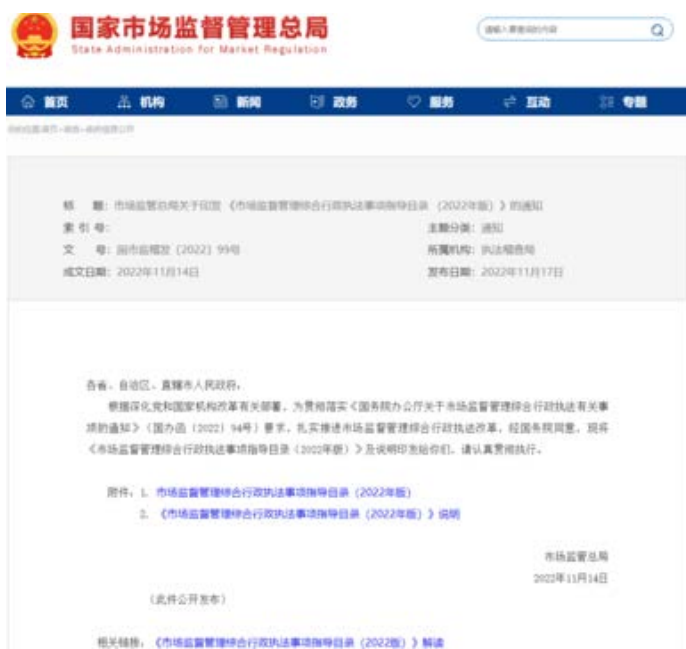 国家市场监督管理总局
State Administration for Market Regulation
请输入要查询的内容
首页 机构 新闻 政务 服务 互动 专题
标 题：市场监管总局关于印发《市场监督管理综合行政执法事项指导目录（2022年版）》的通知
索 引 号： 主题分类：通知
文 号：国市监稽发〔2022〕99号 所属机构：执法稽查局
成文日期：2022年11月14日 发布日期：2022年11月17日
各省、自治区、直辖市人民政府：
根据深化党和国家机构改革有关部署，为贯彻落实《国务院办公厅关于市场监督管理综合行政执法有关事
项的通知》（国办函〔2022〕94号）要求，扎实推进市场监督管理综合行政执法改革，经国务院同意，现将
《市场监督管理综合行政执法事项指导目录（2022年版）》及说明印发给你们，请认真贯彻执行。
附件：1. 市场监督管理综合行政执法事项指导目录（2022年版）
2. 《市场监督管理综合行政执法事项指导目录（2022年版）》说明
市场监管总局
2022年11月14日
（此件公开发布）
相关链接：《市场监督管理综合行政执法事项指导目录（2022版）》解读